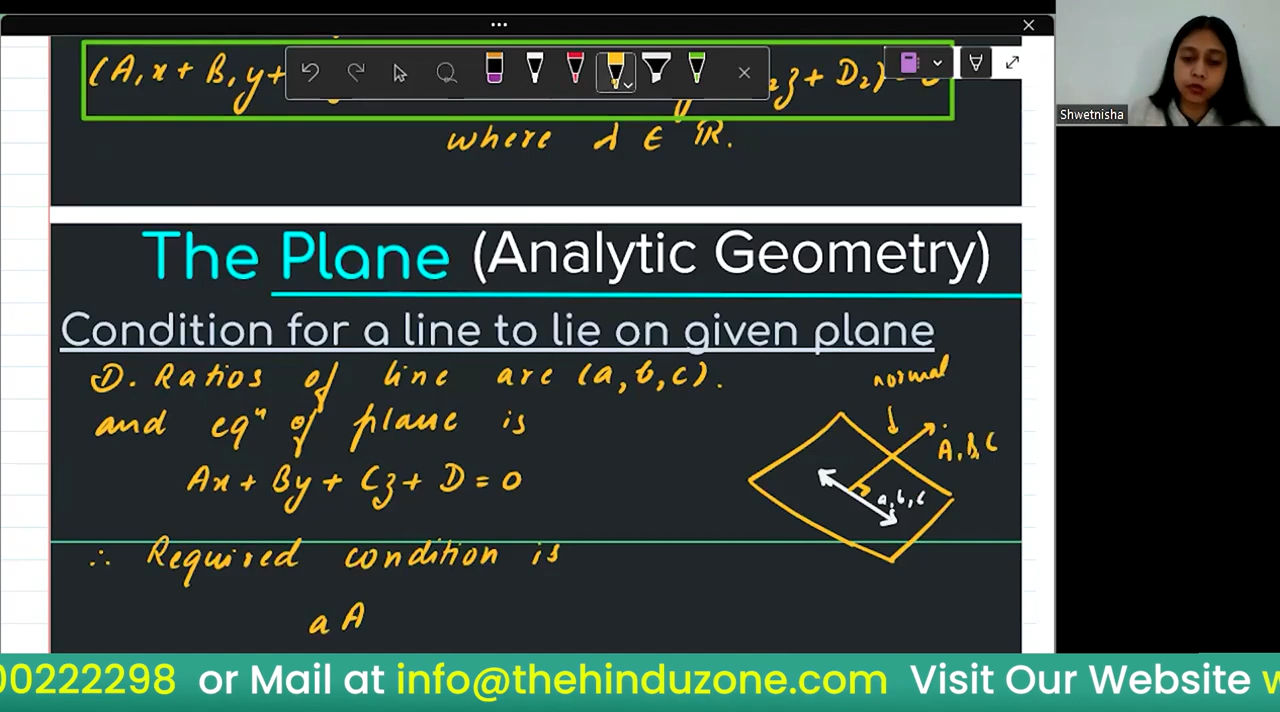 (A₁x + B₁y +
₂z + D₂) = 0
where λ ∈ ℝ.
Shwetnisha
The Plane (Analytic Geometry)
Condition for a line to lie on given plane
D. Ratios of line are (a, b, c).
and eqⁿ of plane is
Ax + By + Cz + D = 0
normal
A, B, C
a, b, c
∴ Required condition is
a A
00222298 or Mail at info@thehinduzone.com Visit Our Website w